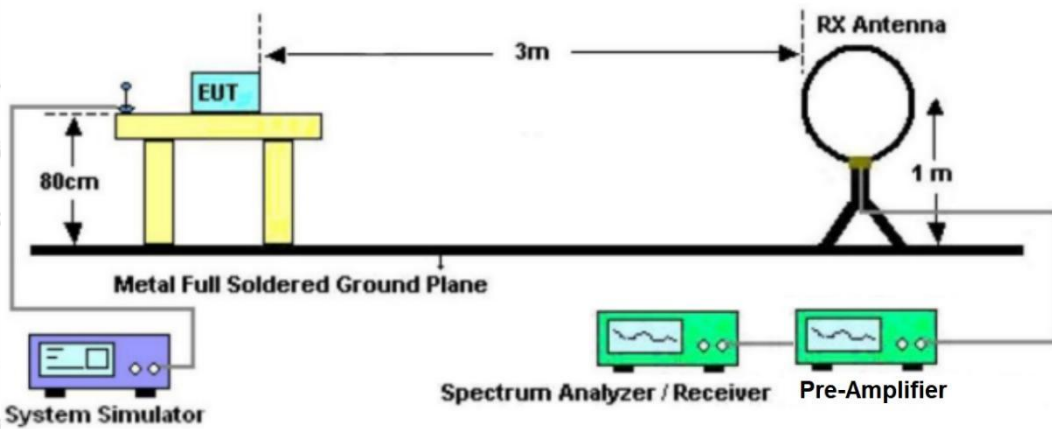 RX Antenna
3m
EUT
80cm
1 m
Metal Full Soldered Ground Plane
Spectrum Analyzer / Receiver
Pre-Amplifier
System Simulator